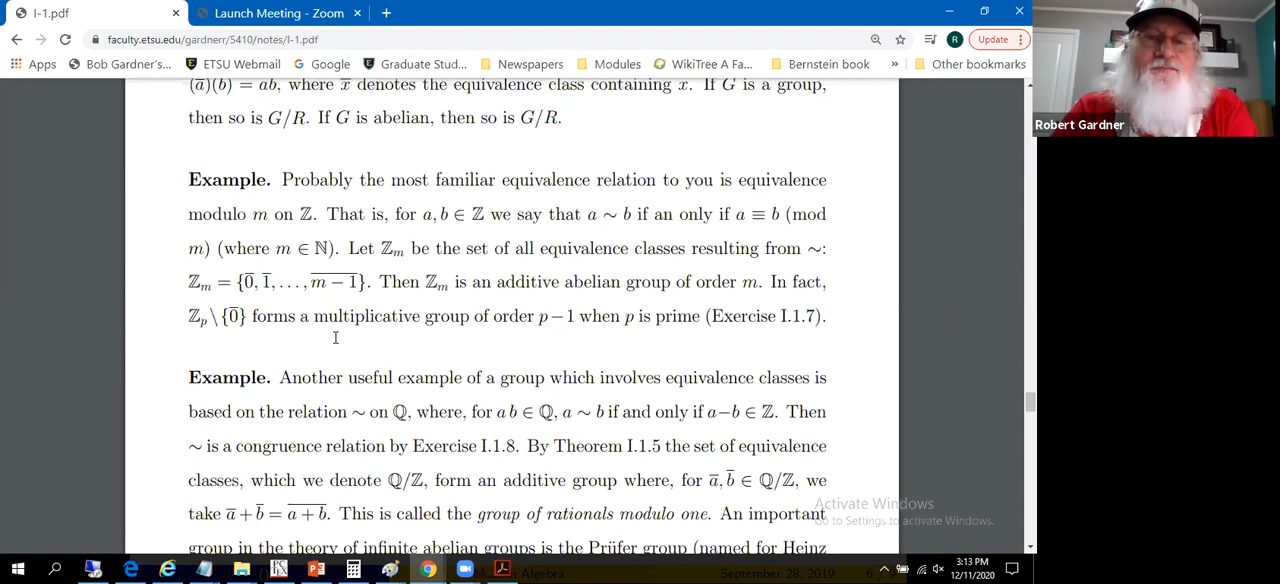 I-1.pdf
Launch Meeting - Zoom
faculty.etsu.edu/gardnerr/5410/notes/I-1.pdf
R
Update
Apps
Bob Gardner's...
ETSU Webmail
Google
Graduate Stud...
Newspapers
Modules
WikiTree A Fa...
Bernstein book
»
Other bookmarks
(a̅)(b̅) = a̅b̅, where x̅ denotes the equivalence class containing x. If G is a group,
then so is G/R. If G is abelian, then so is G/R.
Example. Probably the most familiar equivalence relation to you is equivalence
modulo m on ℤ. That is, for a, b ∈ ℤ we say that a ∼ b if an only if a ≡ b (mod
m) (where m ∈ ℕ). Let ℤₘ be the set of all equivalence classes resulting from ∼:
ℤₘ = {0̅, 1̅, . . . , m̅ ̅−̅ ̅1̅}. Then ℤₘ is an additive abelian group of order m. In fact,
ℤₚ \ {0̅} forms a multiplicative group of order p−1 when p is prime (Exercise I.1.7).
Example. Another useful example of a group which involves equivalence classes is
based on the relation ∼ on ℚ, where, for a b ∈ ℚ, a ∼ b if and only if a−b ∈ ℤ. Then
∼ is a congruence relation by Exercise I.1.8. By Theorem I.1.5 the set of equivalence
classes, which we denote ℚ/ℤ, form an additive group where, for a̅, b̅ ∈ ℚ/ℤ, we
take a̅ + b̅ = a̅ ̅+̅ ̅b̅. This is called the group of rationals modulo one. An important
group in the theory of infinite abelian groups is the Prüfer group (named for Heinz
Algebra
September 28, 2019
Robert Gardner
Activate Windows
Go to Settings to activate Windows.
3:13 PM
12/11/2020